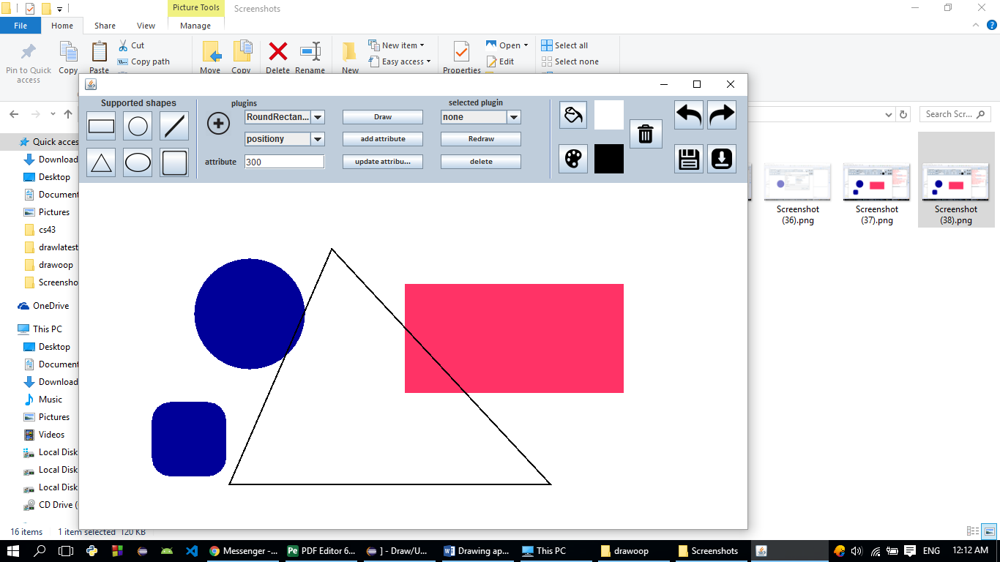 Picture Tools
Screenshots
File
Home
Share
View
Manage
Pin to Quick access
Copy
Paste
Cut
Copy path
Move
Copy
Delete
Rename
New
New item
Easy access
Properties
Open
Edit
Select all
Select none
Search Scr...
Supported shapes
plugins
RoundRectan...
positiony
attribute
300
Draw
add attribute
update attribu...
selected plugin
none
Redraw
delete
Quick acces
Download
Desktop
Document
Pictures
cs43
drawlatest
drawoop
Screensho
OneDrive
This PC
Desktop
Document
Download
Music
Pictures
Videos
Local Disk
Local Disk
Local Disk
CD Drive (
Screenshot
(36).png
Screenshot
(37).png
Screenshot
(38).png
16 items
1 item selected
120 KB
Messenger -...
PDF Editor 6...
] - Draw/U...
Drawing ap...
This PC
drawoop
Screenshots
ENG
12:12 AM